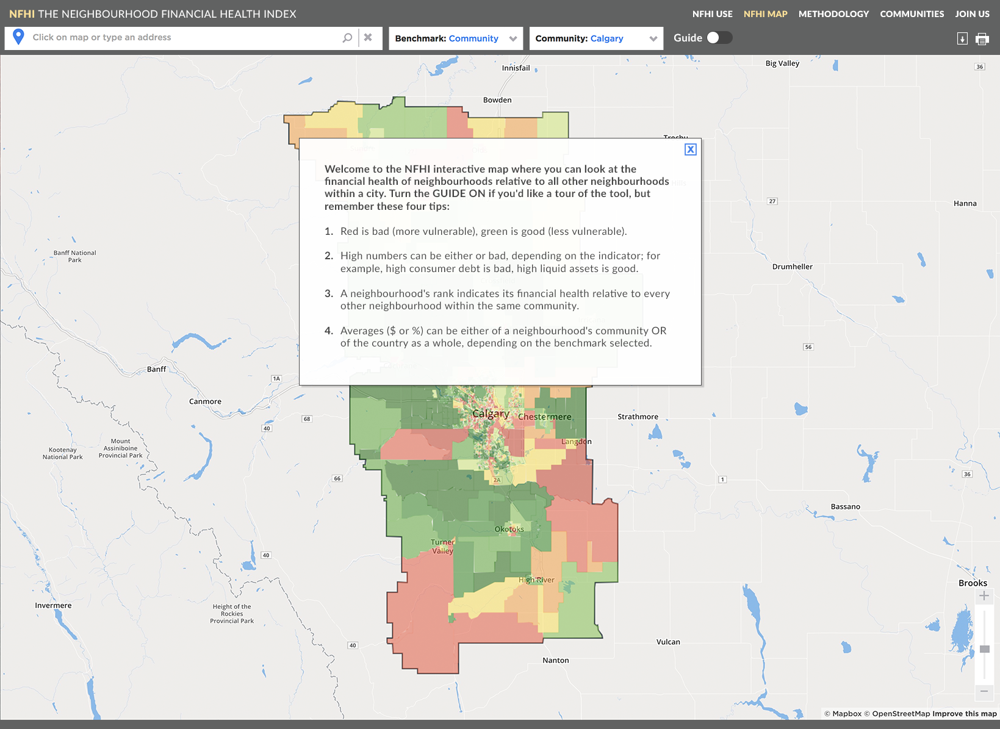 NFHI THE NEIGHBOURHOOD FINANCIAL HEALTH INDEX
NFHI USE NFHI MAP METHODOLOGY COMMUNITIES JOIN US
Click on map or type an address
Benchmark: Community
Community: Calgary
Guide
Innisfail
Big Valley
36
Bowden
X
Welcome to the NFHI interactive map where you can look at the
financial health of neighbourhoods relative to all other neighbourhoods
within a city. Turn the GUIDE ON if you'd like a tour of the tool, but
remember these four tips:
1. Red is bad (more vulnerable), green is good (less vulnerable).
2. High numbers can be either or bad, depending on the indicator; for
example, high consumer debt is bad, high liquid assets is good.
3. A neighbourhood's rank indicates its financial health relative to every
other neighbourhood within the same community.
4. Averages ($ or %) can be either of a neighbourhood's community OR
of the country as a whole, depending on the benchmark selected.
Hills
27
Hanna
Banff National
Park
Drumheller
56
Banff
1A
Canmore
68
40
Calgary
Chestermere
Strathmore
Langdon
Kootenay
National Park
Mount
Assiniboine
Provincial Park
66
2A
1
36
Bassano
Okotoks
Turner
Valley
40
High River
Brooks
Invermere
Height of the
Rockies
Provincial Park
40
Vulcan
Nanton
© Mapbox © OpenStreetMap Improve this map